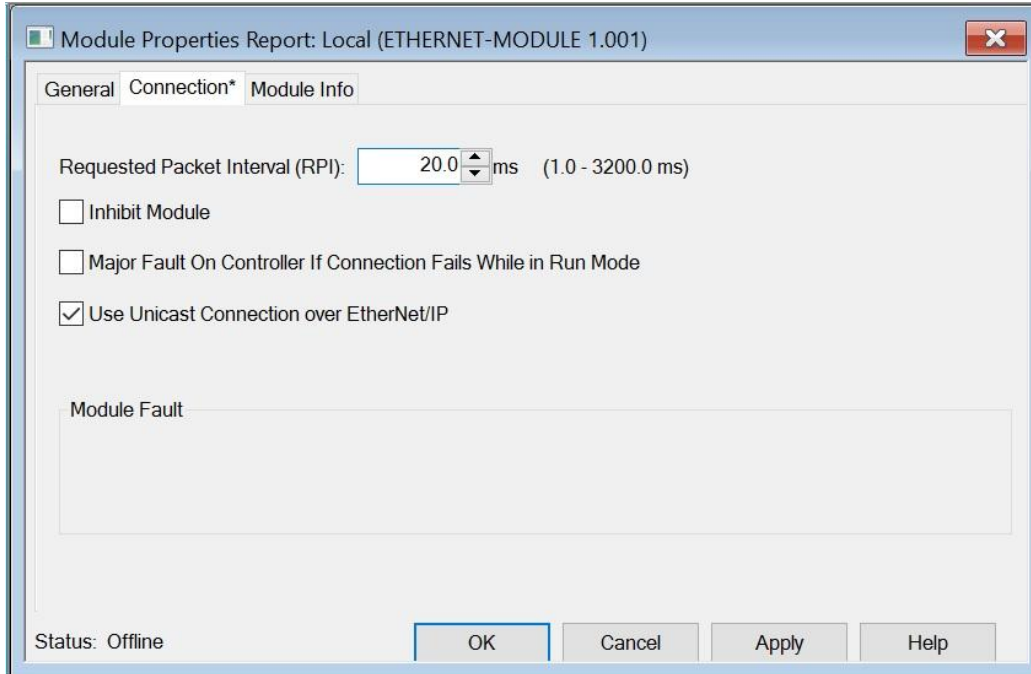 Module Properties Report: Local (ETHERNET-MODULE 1.001)
General Connection* Module Info
Requested Packet Interval (RPI): 20.0 ms (1.0 - 3200.0 ms)
Inhibit Module
Major Fault On Controller If Connection Fails While in Run Mode
Use Unicast Connection over EtherNet/IP
Module Fault
Status: Offline OK Cancel Apply Help